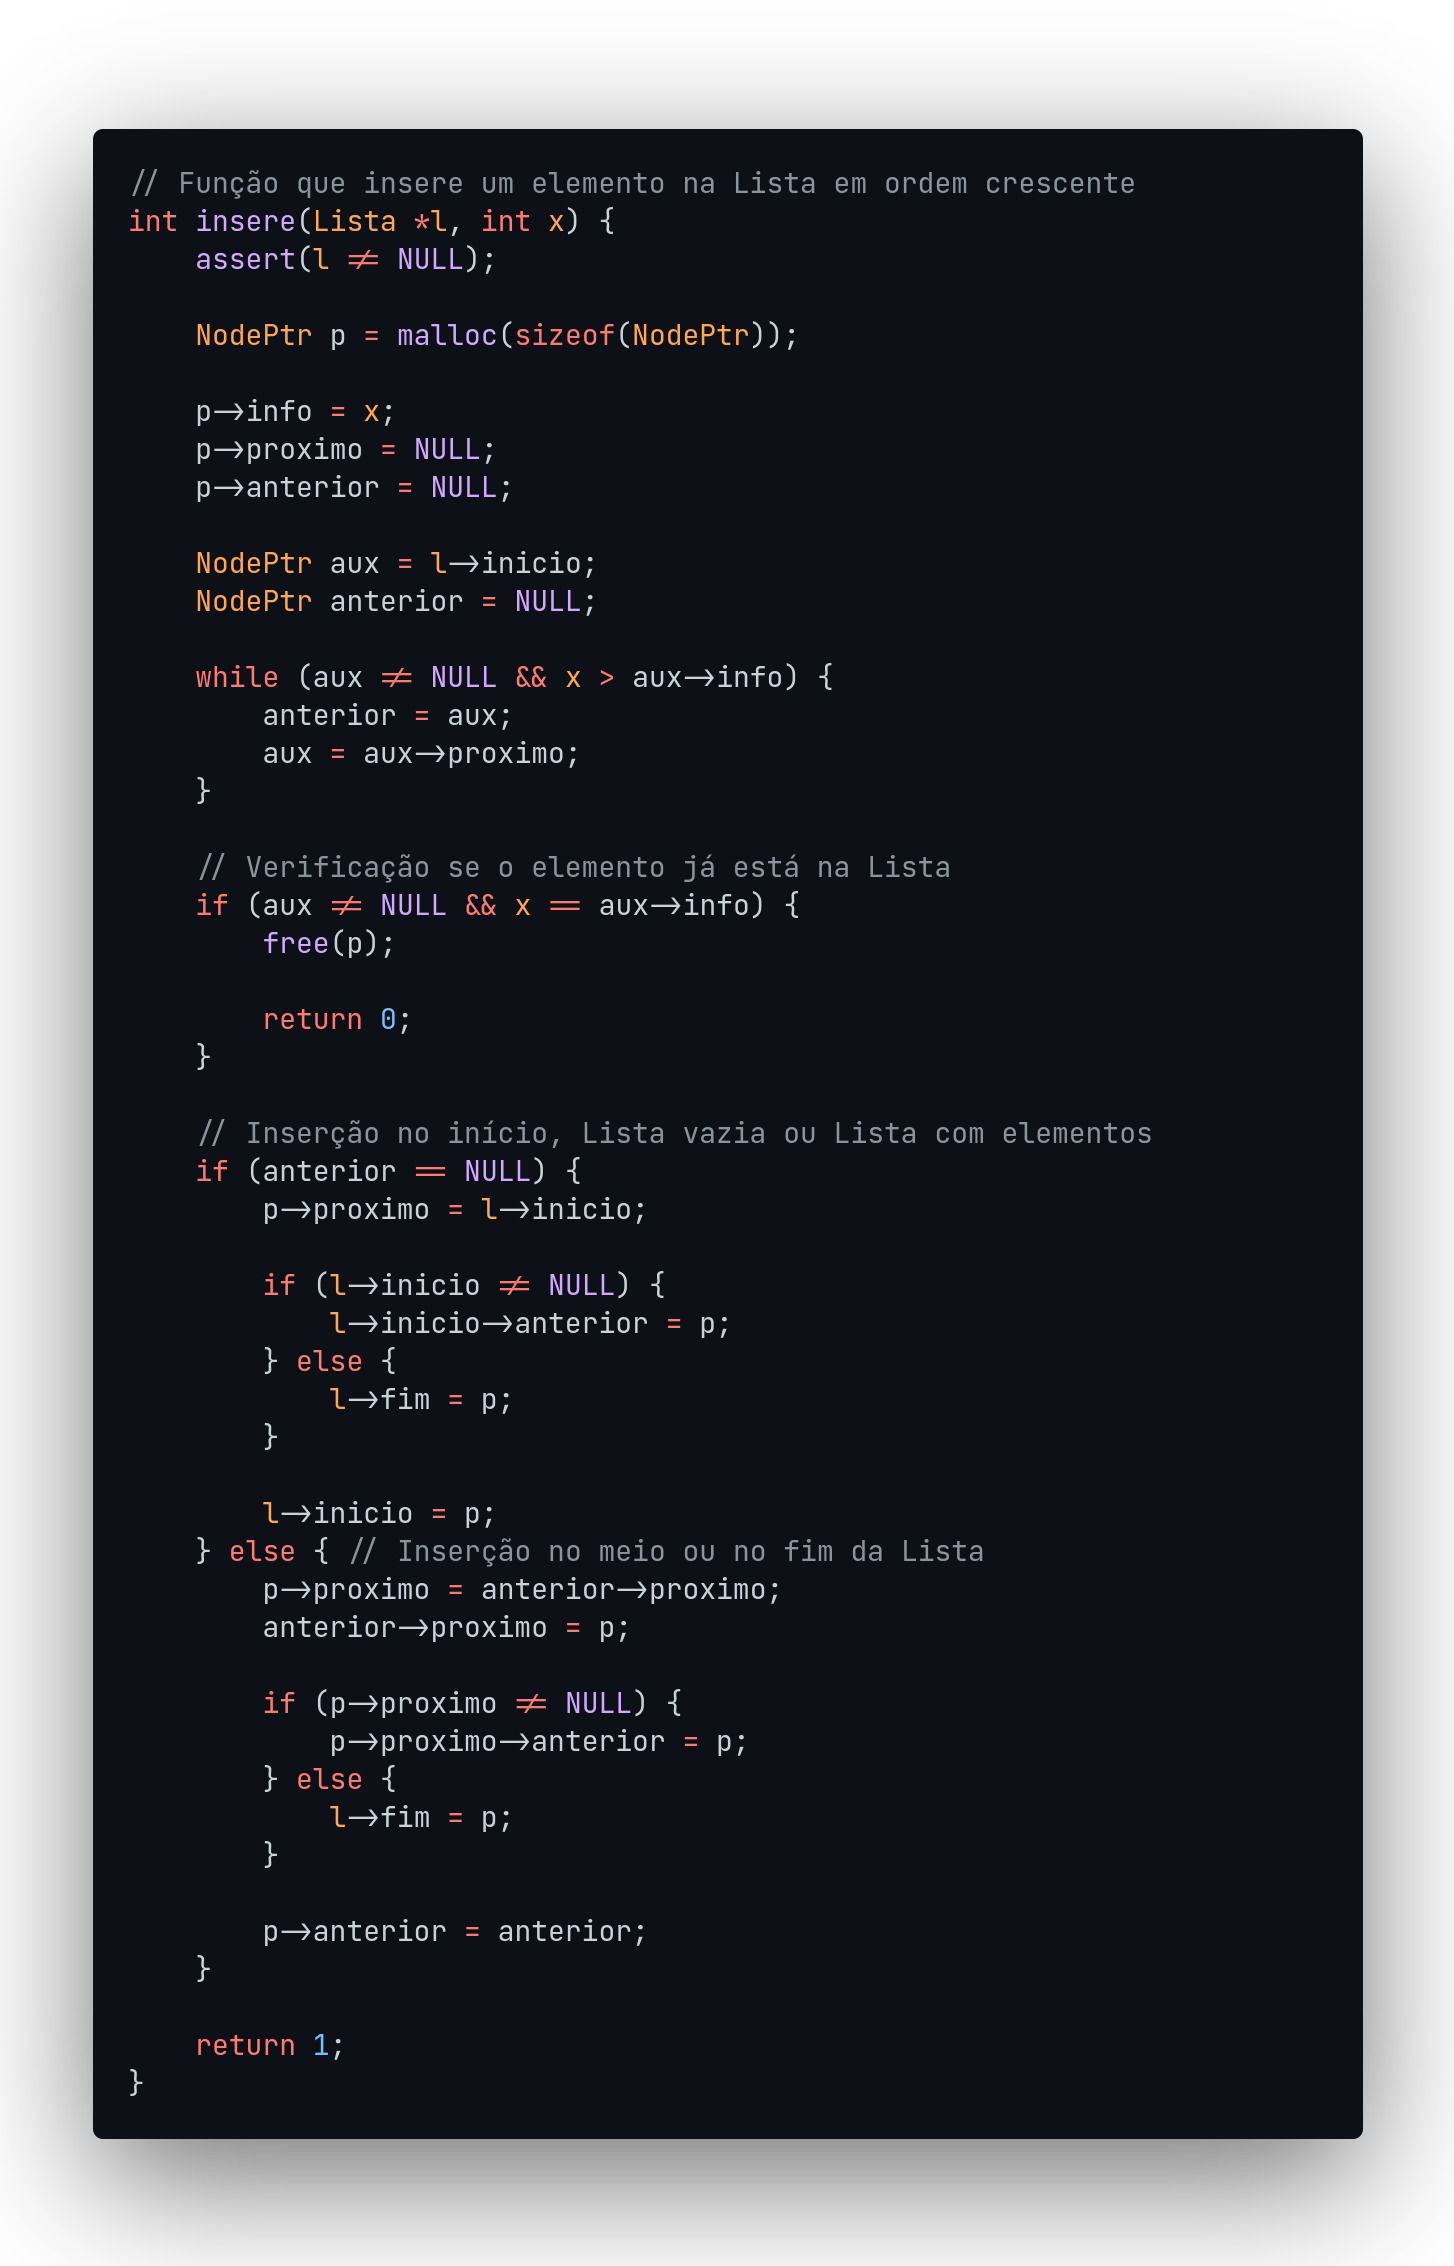 // Função que insere um elemento na Lista em ordem crescente
int insere(Lista *l, int x) {
    assert(l != NULL);

    NodePtr p = malloc(sizeof(NodePtr));

    p->info = x;
    p->proximo = NULL;
    p->anterior = NULL;

    NodePtr aux = l->inicio;
    NodePtr anterior = NULL;

    while (aux != NULL && x > aux->info) {
        anterior = aux;
        aux = aux->proximo;
    }

    // Verificação se o elemento já está na Lista
    if (aux != NULL && x == aux->info) {
        free(p);

        return 0;
    }

    // Inserção no início, Lista vazia ou Lista com elementos
    if (anterior == NULL) {
        p->proximo = l->inicio;

        if (l->inicio != NULL) {
            l->inicio->anterior = p;
        } else {
            l->fim = p;
        }

        l->inicio = p;
    } else { // Inserção no meio ou no fim da Lista
        p->proximo = anterior->proximo;
        anterior->proximo = p;

        if (p->proximo != NULL) {
            p->proximo->anterior = p;
        } else {
            l->fim = p;
        }

        p->anterior = anterior;
    }

    return 1;
}